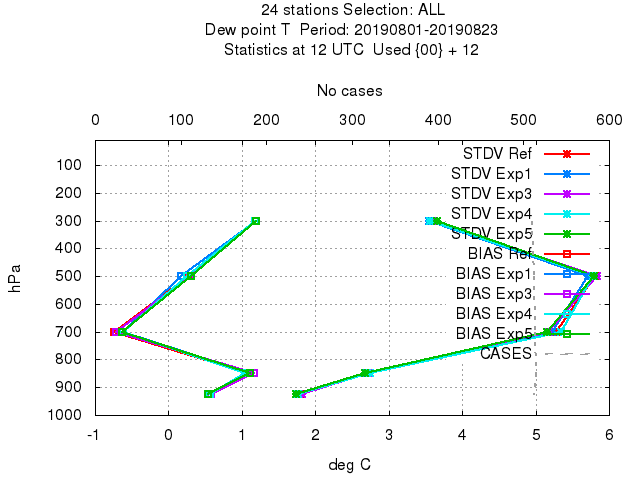 24 stations Selection: ALL
Dew point T  Period: 20190801-20190823
Statistics at 12 UTC  Used {00} + 12
No cases
0 100 200 300 400 500 600
STDV Ref
STDV Exp1
STDV Exp3
STDV Exp4
STDV Exp5
BIAS Ref
BIAS Exp1
BIAS Exp3
BIAS Exp4
BIAS Exp5
CASES
hPa
100
200
300
400
500
600
700
800
900
1000
-1 0 1 2 3 4 5 6
deg C